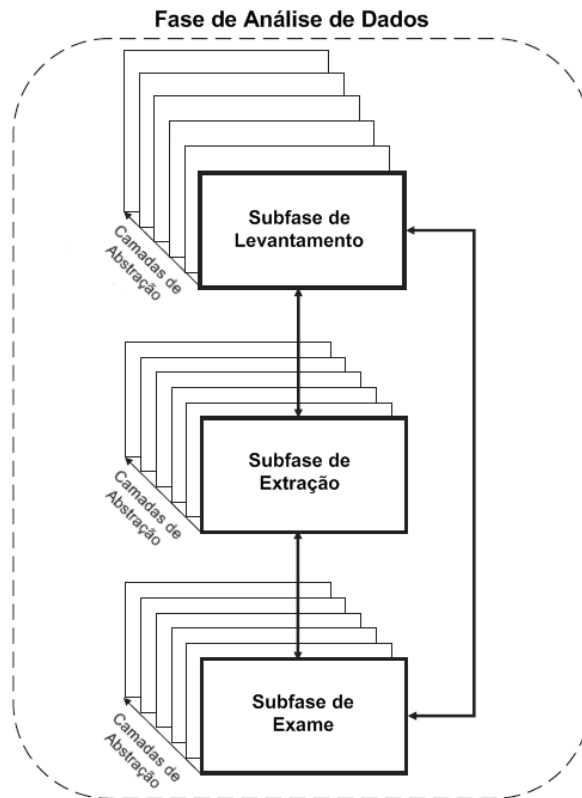 Fase de Análise de Dados
Subfase de
Levantamento
Camadas de
Abstração
Subfase de
Extração
Camadas de
Abstração
Subfase de
Exame
Camadas de
Abstração